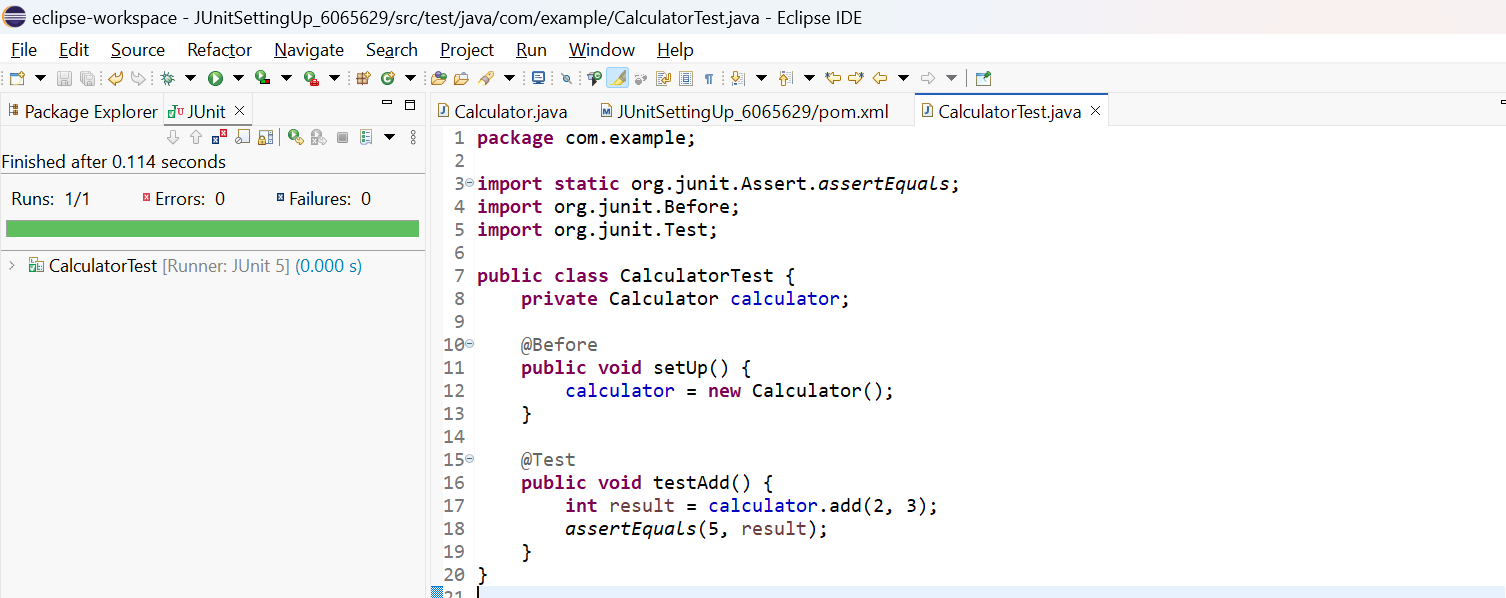 eclipse-workspace - JUnitSettingUp_6065629/src/test/java/com/example/CalculatorTest.java - Eclipse IDE
File Edit Source Refactor Navigate Search Project Run Window Help
Package Explorer JUnit
Finished after 0.114 seconds
Runs: 1/1 Errors: 0 Failures: 0
CalculatorTest [Runner: JUnit 5] (0.000 s)
Calculator.java JUnitSettingUp_6065629/pom.xml CalculatorTest.java
1 package com.example;
2
3 import static org.junit.Assert.assertEquals;
4 import org.junit.Before;
5 import org.junit.Test;
6
7 public class CalculatorTest {
8     private Calculator calculator;
9
10     @Before
11     public void setUp() {
12         calculator = new Calculator();
13     }
14
15     @Test
16     public void testAdd() {
17         int result = calculator.add(2, 3);
18         assertEquals(5, result);
19     }
20 }
21